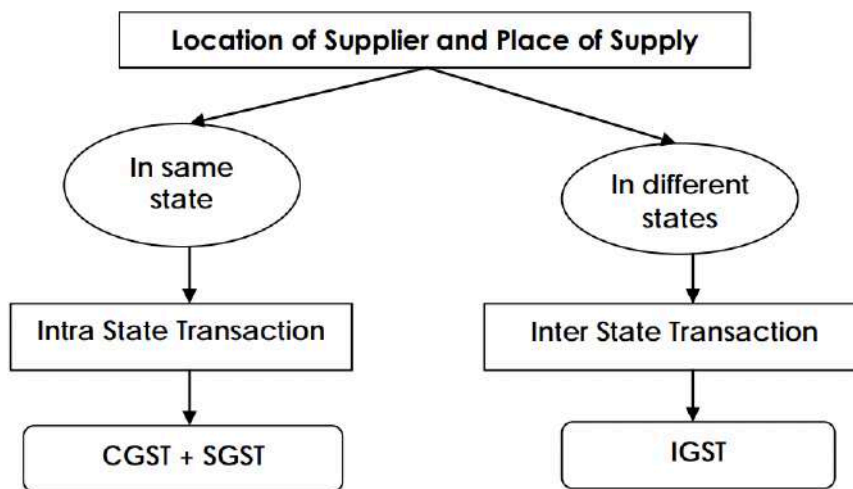 Location of Supplier and Place of Supply
In same
state
In different
states
Intra State Transaction
Inter State Transaction
CGST + SGST
IGST